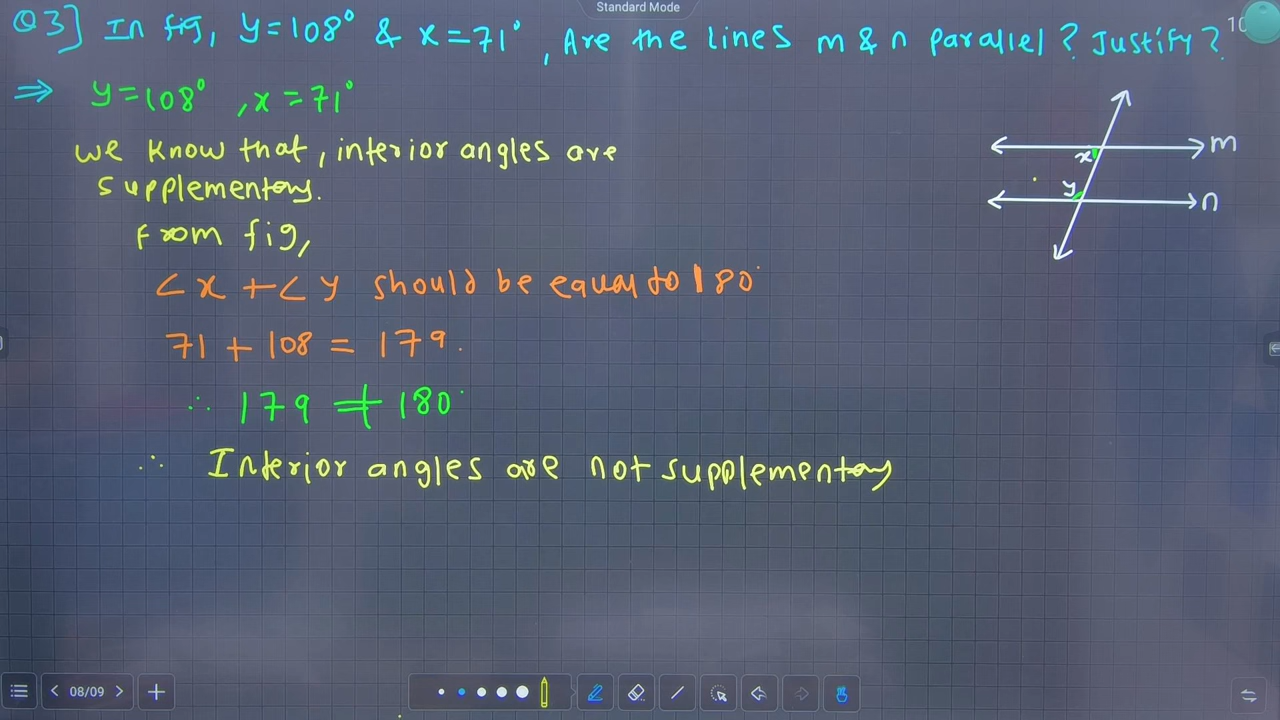 Standard Mode
Q3] In fig, y=108° & x=71°, Are the lines m & n parallel? Justify?
10
⇒ y=108°, x=71°
we know that, interior angles are
supplementary.
From fig,
∠x + ∠y should be equal to 180°
71 + 108 = 179.
∴ 179 ≠ 180°
∴ Interior angles are not supplementary
m
x
y
n
< 08/09 > +